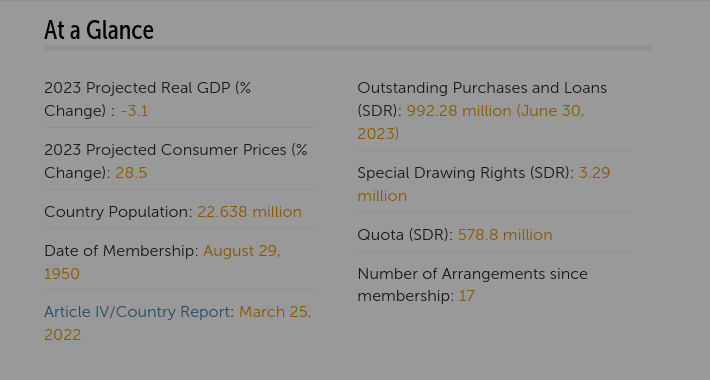 At a Glance
2023 Projected Real GDP (%
Change) : -3.1
2023 Projected Consumer Prices (%
Change): 28.5
Country Population: 22.638 million
Date of Membership: August 29,
1950
Article IV/Country Report: March 25,
2022
Outstanding Purchases and Loans
(SDR): 992.28 million (June 30,
2023)
Special Drawing Rights (SDR): 3.29
million
Quota (SDR): 578.8 million
Number of Arrangements since
membership: 17